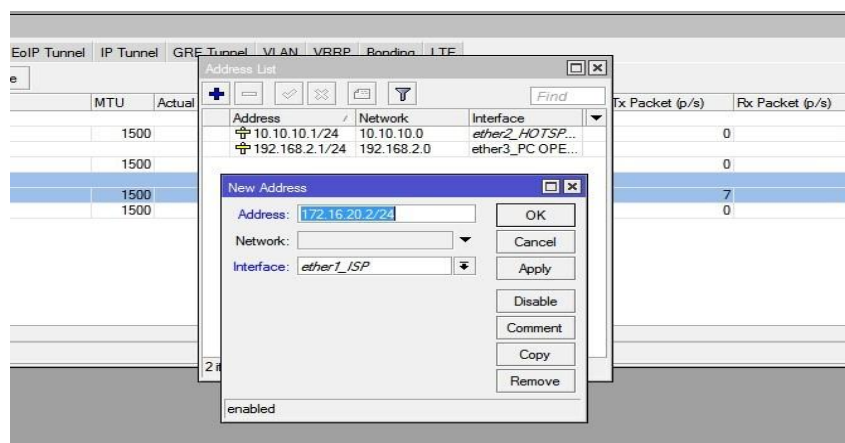 EoIP Tunnel IP Tunnel GRE Tunnel VLAN VRRP Bonding LTE
e
Address List
Find
MTU Actual Tx Packet (p/s) Rx Packet (p/s)
Address Network Interface
10.10.10.1/24 10.10.10.0 ether2_HOTSP...
192.168.2.1/24 192.168.2.0 ether3_PC OPE...
1500 0
1500 0
1500 7
1500 0
New Address
Address: 172.16.20.2/24 OK
Network: Cancel
Interface: ether1_ISP Apply
Disable
Comment
Copy
Remove
2 it
enabled